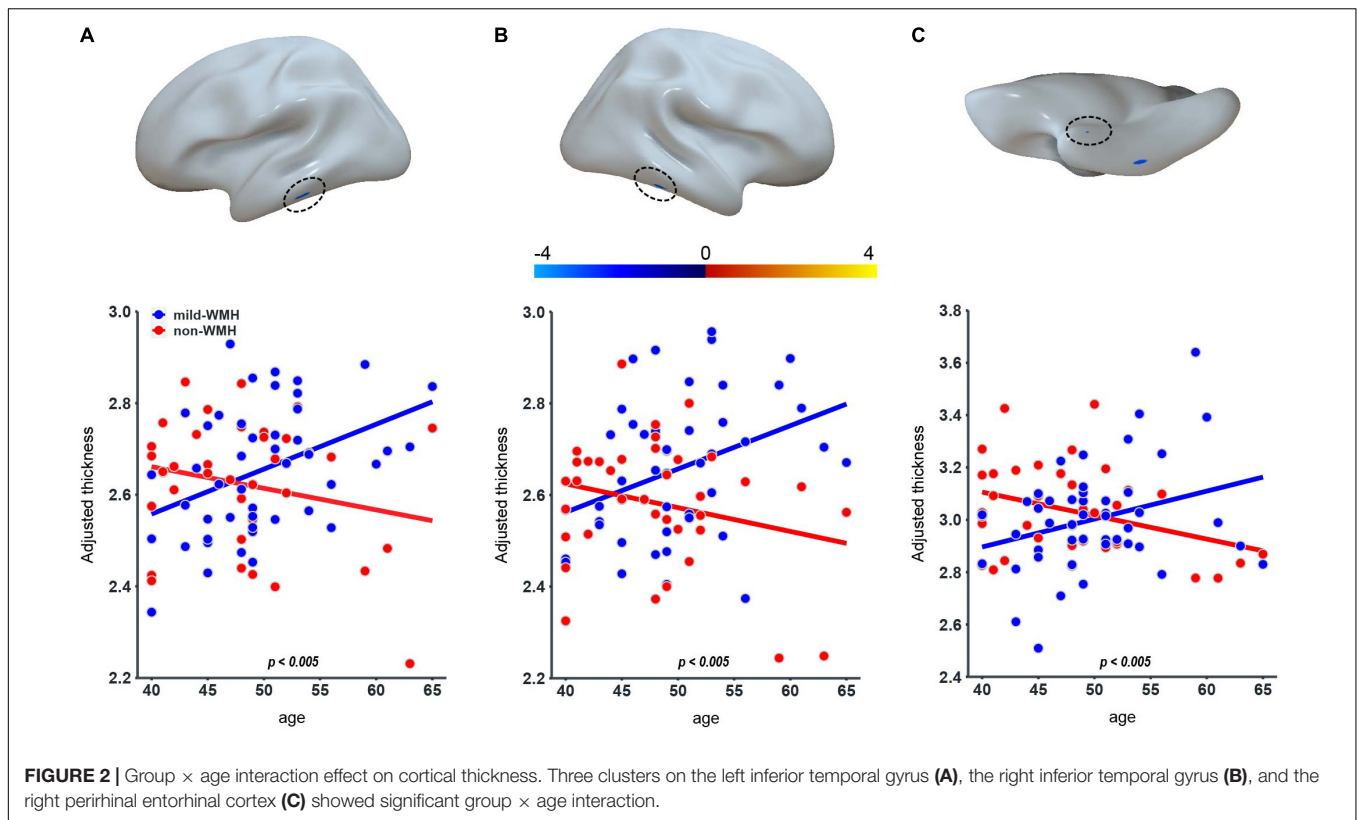 A
B
C
-4 0 4
3.0
2.8
2.6
2.4
2.2
Adjusted thickness
mild-WMH
non-WMH
p < 0.005
40 45 50 55 60 65
age
3.0
2.8
2.6
2.4
2.2
Adjusted thickness
p < 0.005
40 45 50 55 60 65
age
3.8
3.6
3.4
3.2
3.0
2.8
2.6
2.4
Adjusted thickness
p < 0.005
40 45 50 55 60 65
age
FIGURE 2 | Group × age interaction effect on cortical thickness. Three clusters on the left inferior temporal gyrus (A), the right inferior temporal gyrus (B), and the
right perirhinal entorhinal cortex (C) showed significant group × age interaction.